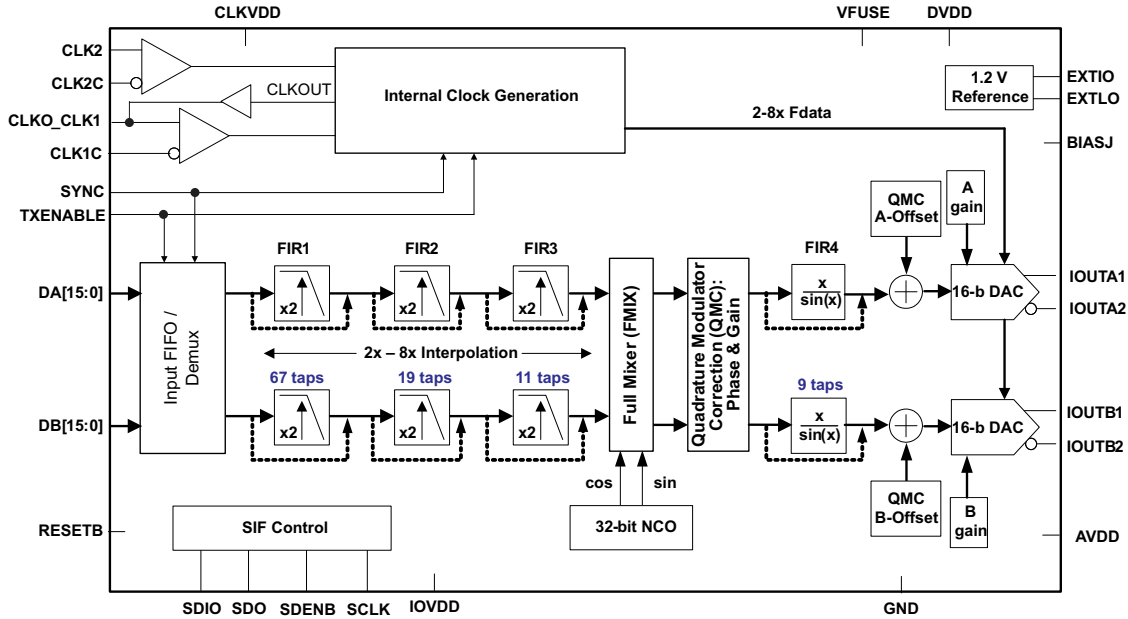 CLKVDD
VFUSE
DVDD
CLK2
CLK2C
CLKOUT
CLKO_CLK1
CLK1C
Internal Clock Generation
1.2 V
Reference
EXTIO
EXTLO
2-8x Fdata
BIASJ
SYNC
TXENABLE
QMC
A-Offset
A
gain
FIR1
FIR2
FIR3
FIR4
DA[15:0]
x2
x2
x2
x
sin(x)
16-b DAC
IOUTA1
IOUTA2
Input FIFO /
Demux
2x – 8x Interpolation
Full Mixer (FMIX)
Quadrature Modulator
Correction (QMC):
Phase & Gain
67 taps
19 taps
11 taps
9 taps
DB[15:0]
x2
x2
x2
x
sin(x)
16-b DAC
IOUTB1
IOUTB2
cos
sin
QMC
B-Offset
B
gain
RESETB
SIF Control
32-bit NCO
AVDD
SDIO
SDO
SDENB
SCLK
IOVDD
GND